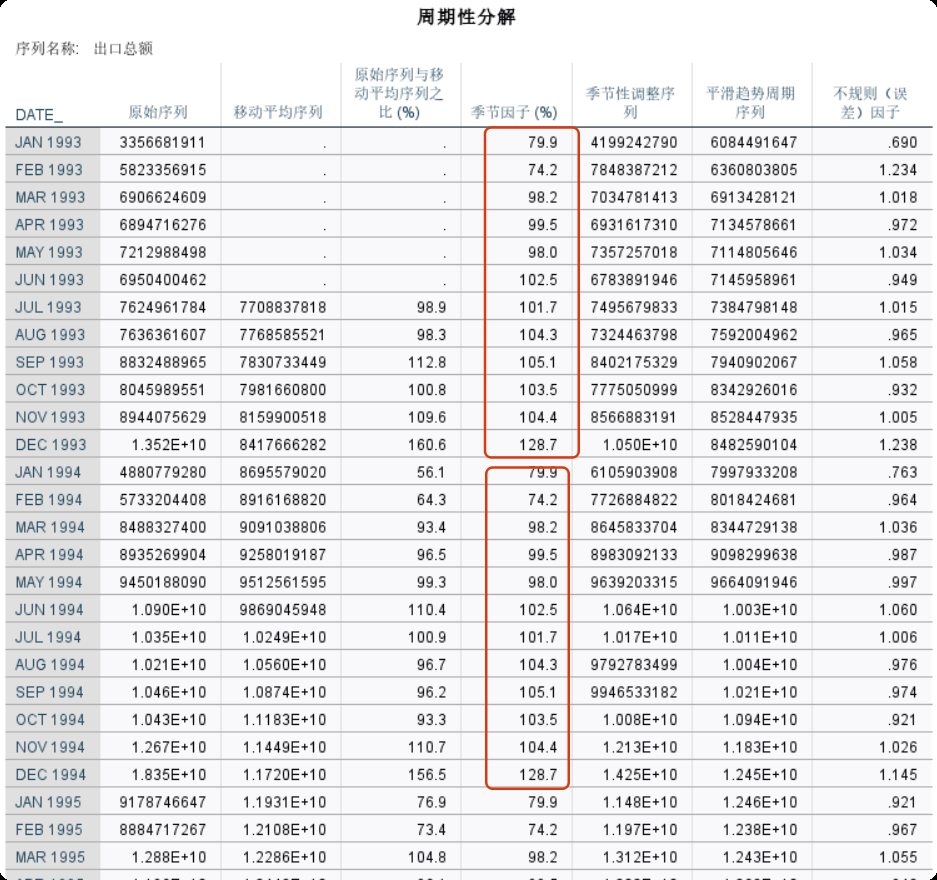 周期性分解
序列名称: 出口总额
DATE_ 原始序列 移动平均序列 原始序列与移动平均序列之比 (%) 季节因子 (%) 季节性调整序列 平滑趋势周期序列 不规则（误差）因子
JAN 1993 3356681911 . . 79.9 4199242790 6084491647 .690
FEB 1993 5823356915 . . 74.2 7848387212 6360803805 1.234
MAR 1993 6906624609 . . 98.2 7034781413 6913428121 1.018
APR 1993 6894716276 . . 99.5 6931617310 7134578661 .972
MAY 1993 7212988498 . . 98.0 7357257018 7114805646 1.034
JUN 1993 6950400462 . . 102.5 6783891946 7145958961 .949
JUL 1993 7624961784 7708837818 98.9 101.7 7495679833 7384798148 1.015
AUG 1993 7636361607 7768585521 98.3 104.3 7324463798 7592004962 .965
SEP 1993 8832488965 7830733449 112.8 105.1 8402175329 7940902067 1.058
OCT 1993 8045989551 7981660800 100.8 103.5 7775050999 8342926016 .932
NOV 1993 8944075629 8159900518 109.6 104.4 8566883191 8528447935 1.005
DEC 1993 1.352E+10 8417666282 160.6 128.7 1.050E+10 8482590104 1.238
JAN 1994 4880779280 8695579020 56.1 79.9 6105903908 7997933208 .763
FEB 1994 5733204408 8916168820 64.3 74.2 7726884822 8018424681 .964
MAR 1994 8488327400 9091038806 93.4 98.2 8645833704 8344729138 1.036
APR 1994 8935269904 9258019187 96.5 99.5 8983092133 9098299638 .987
MAY 1994 9450188090 9512561595 99.3 98.0 9639203315 9664091946 .997
JUN 1994 1.090E+10 9869045948 110.4 102.5 1.064E+10 1.003E+10 1.060
JUL 1994 1.035E+10 1.0249E+10 100.9 101.7 1.017E+10 1.011E+10 1.006
AUG 1994 1.021E+10 1.0560E+10 96.7 104.3 9792783499 1.004E+10 .976
SEP 1994 1.046E+10 1.0874E+10 96.2 105.1 9946533182 1.021E+10 .974
OCT 1994 1.043E+10 1.1183E+10 93.3 103.5 1.008E+10 1.094E+10 .921
NOV 1994 1.267E+10 1.1449E+10 110.7 104.4 1.213E+10 1.183E+10 1.026
DEC 1994 1.835E+10 1.1720E+10 156.5 128.7 1.425E+10 1.245E+10 1.145
JAN 1995 9178746647 1.1931E+10 76.9 79.9 1.148E+10 1.246E+10 .921
FEB 1995 8884717267 1.2108E+10 73.4 74.2 1.197E+10 1.238E+10 .967
MAR 1995 1.288E+10 1.2286E+10 104.8 98.2 1.312E+10 1.243E+10 1.055